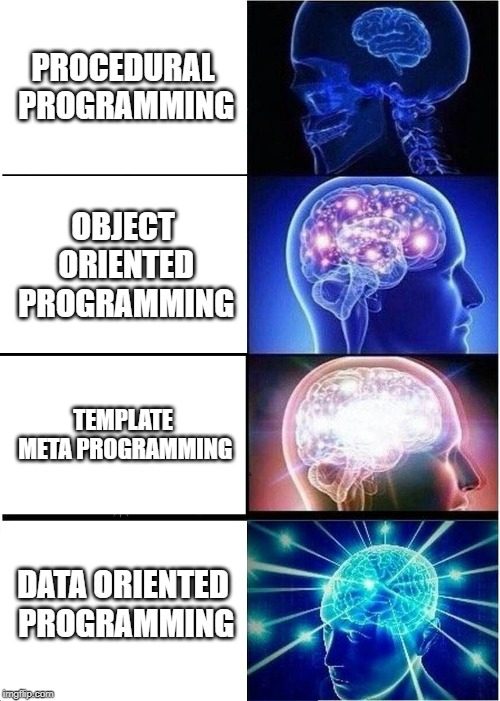 PROCEDURAL
PROGRAMMING
OBJECT
ORIENTED
PROGRAMMING
TEMPLATE
META PROGRAMMING
DATA ORIENTED
PROGRAMMING
imgflip.com